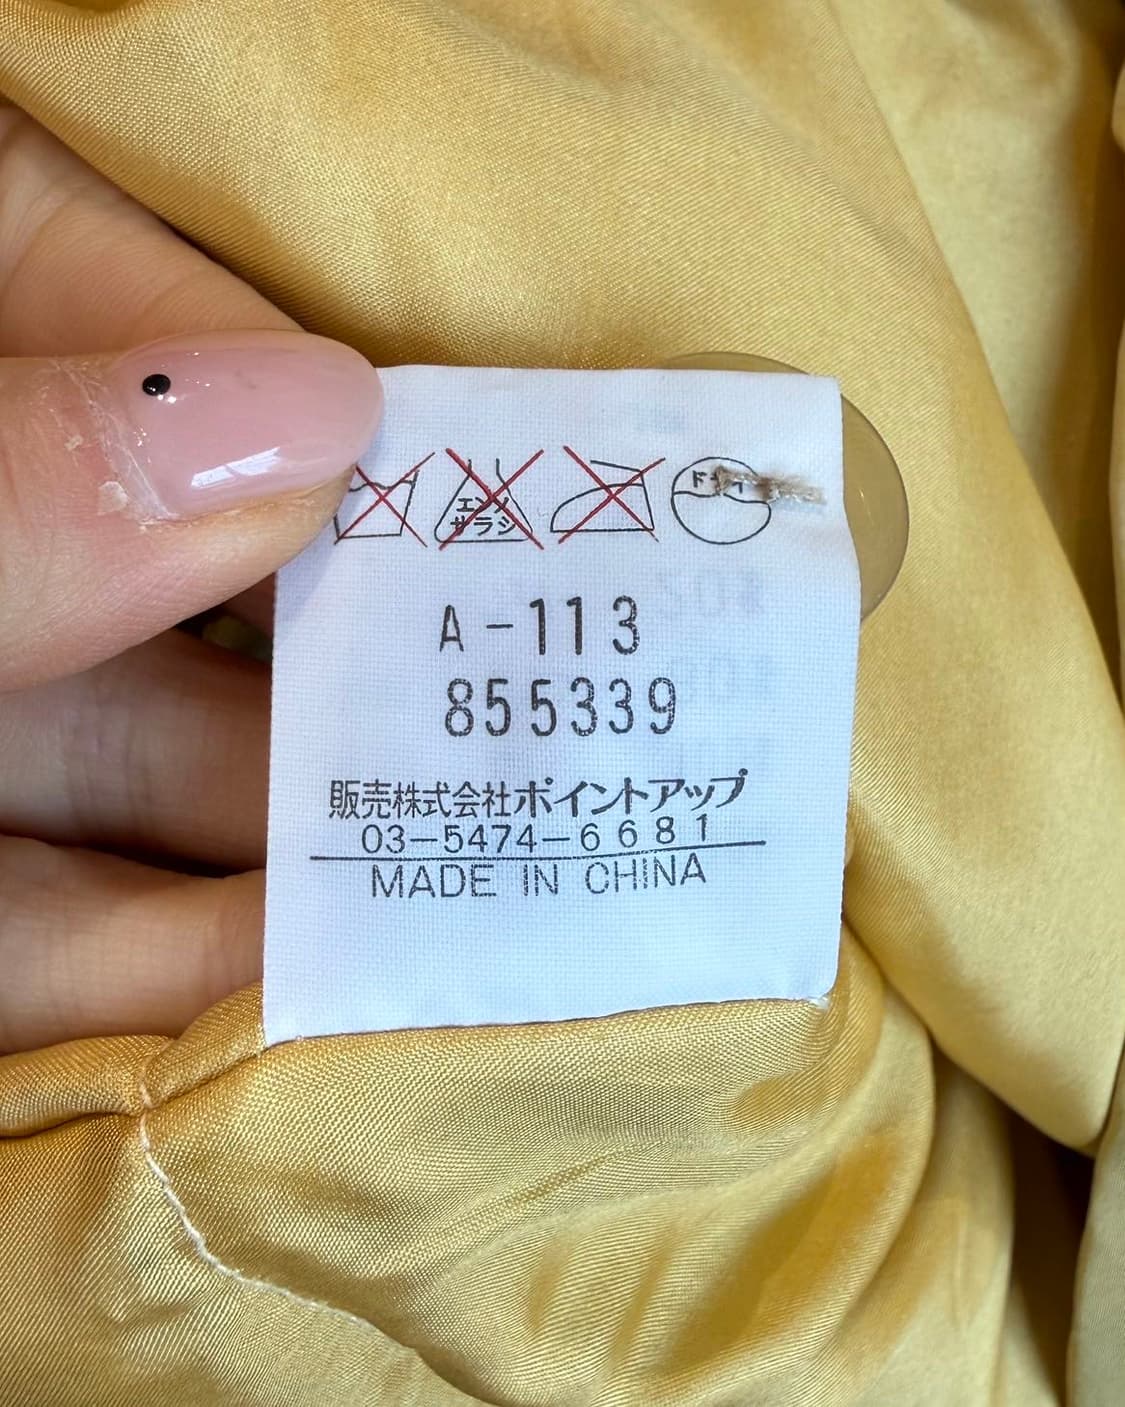 エンソ
サラシ
ドライ
A-113
855339
販売株式会社ポイントアップ
03-5474-6681
MADE IN CHINA